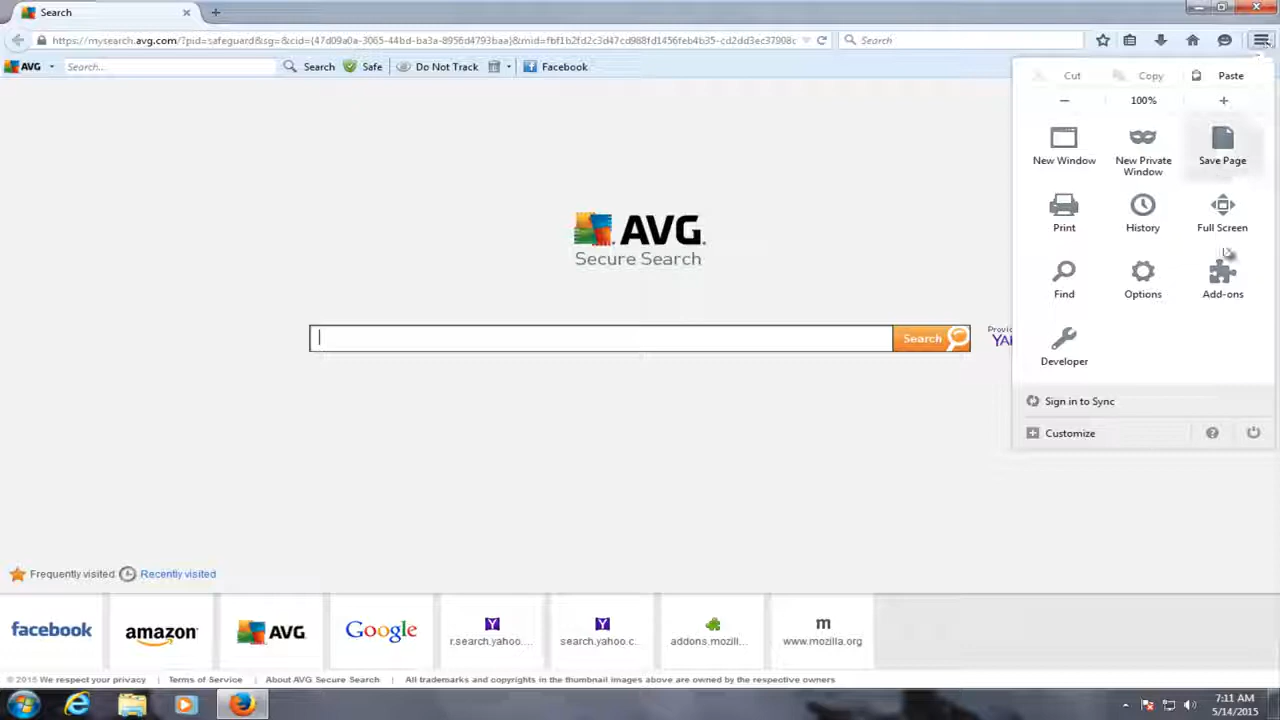 Search
https://mysearch.avg.com/?pid=safeguard&sg=&cid={47d09a0a-3065-44bd-ba3a-8956d4793baa}&mid=fbf1b2fd2c3d47cd988fd1456feb4b35-cd2dd3ec37908c
Search
AVG
Search...
Search
Safe
Do Not Track
Facebook
Cut
Copy
Paste
100%
New Window
New Private
Window
Save Page
Print
History
Full Screen
Find
Options
Add-ons
Developer
Sign in to Sync
Customize
AVG.
Secure Search
Search
Provi
YAH
Frequently visited
Recently visited
facebook
amazon
AVG
Google
r.search.yahoo....
search.yahoo.c...
addons.mozill...
m
www.mozilla.org
© 2015 We respect your privacy | Terms of Service | About AVG Secure Search | All trademarks and copyrights in the thumbnail images above are owned by the respective owners
7:11 AM
5/14/2015